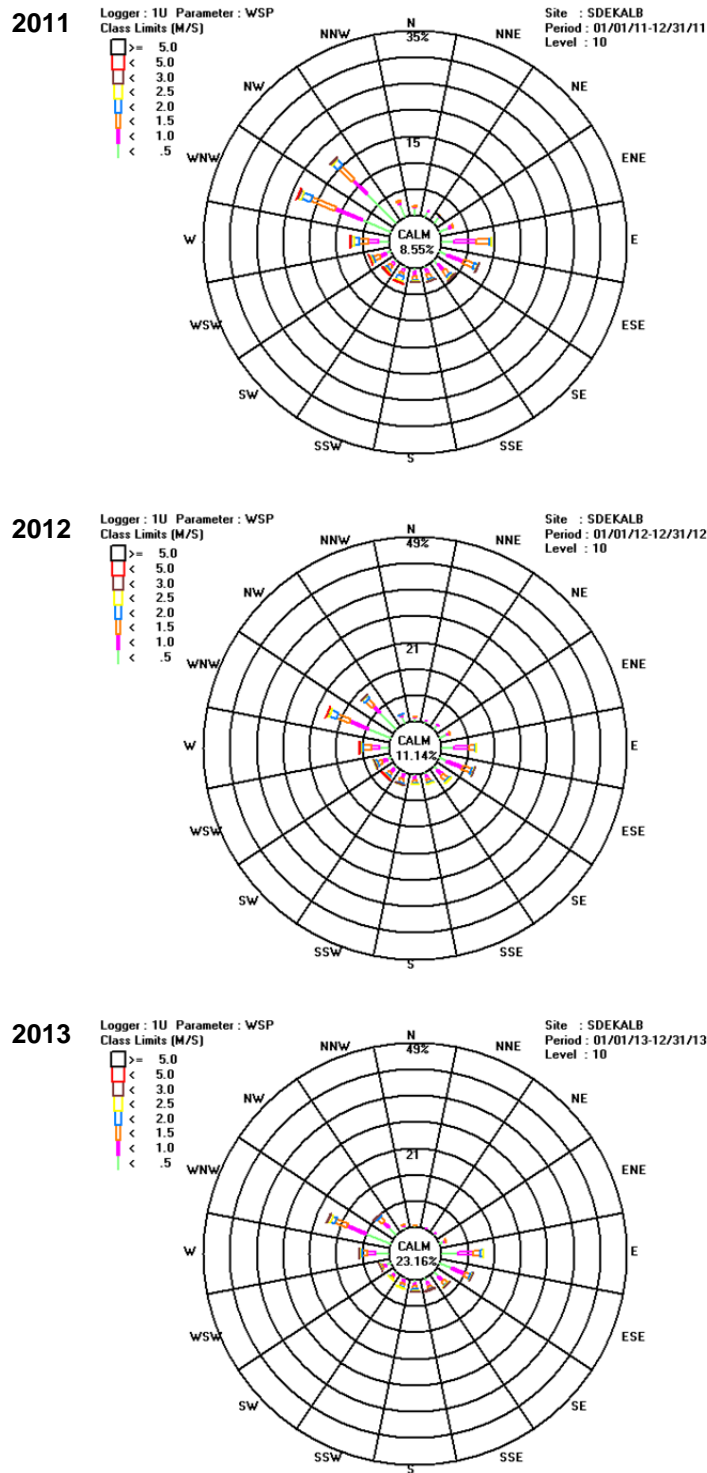 2011
Logger : 1U Parameter : WSP
Class Limits (M/S)
>= 5.0
< 5.0
< 3.0
< 2.5
< 2.0
< 1.5
< 1.0
< .5
Site : SDEKALB
Period : 01/01/11-12/31/11
Level : 10
N
35%
NNW
NNE
NW
NE
15
WNW
ENE
CALM
8.55%
W
E
WSW
ESE
SW
SE
SSW
SSE
S
2012
Logger : 1U Parameter : WSP
Class Limits (M/S)
>= 5.0
< 5.0
< 3.0
< 2.5
< 2.0
< 1.5
< 1.0
< .5
Site : SDEKALB
Period : 01/01/12-12/31/12
Level : 10
N
49%
NNW
NNE
NW
NE
21
WNW
ENE
CALM
11.14%
W
E
WSW
ESE
SW
SE
SSW
SSE
S
2013
Logger : 1U Parameter : WSP
Class Limits (M/S)
>= 5.0
< 5.0
< 3.0
< 2.5
< 2.0
< 1.5
< 1.0
< .5
Site : SDEKALB
Period : 01/01/13-12/31/13
Level : 10
N
49%
NNW
NNE
NW
NE
21
WNW
ENE
CALM
23.16%
W
E
WSW
ESE
SW
SE
SSW
SSE
S